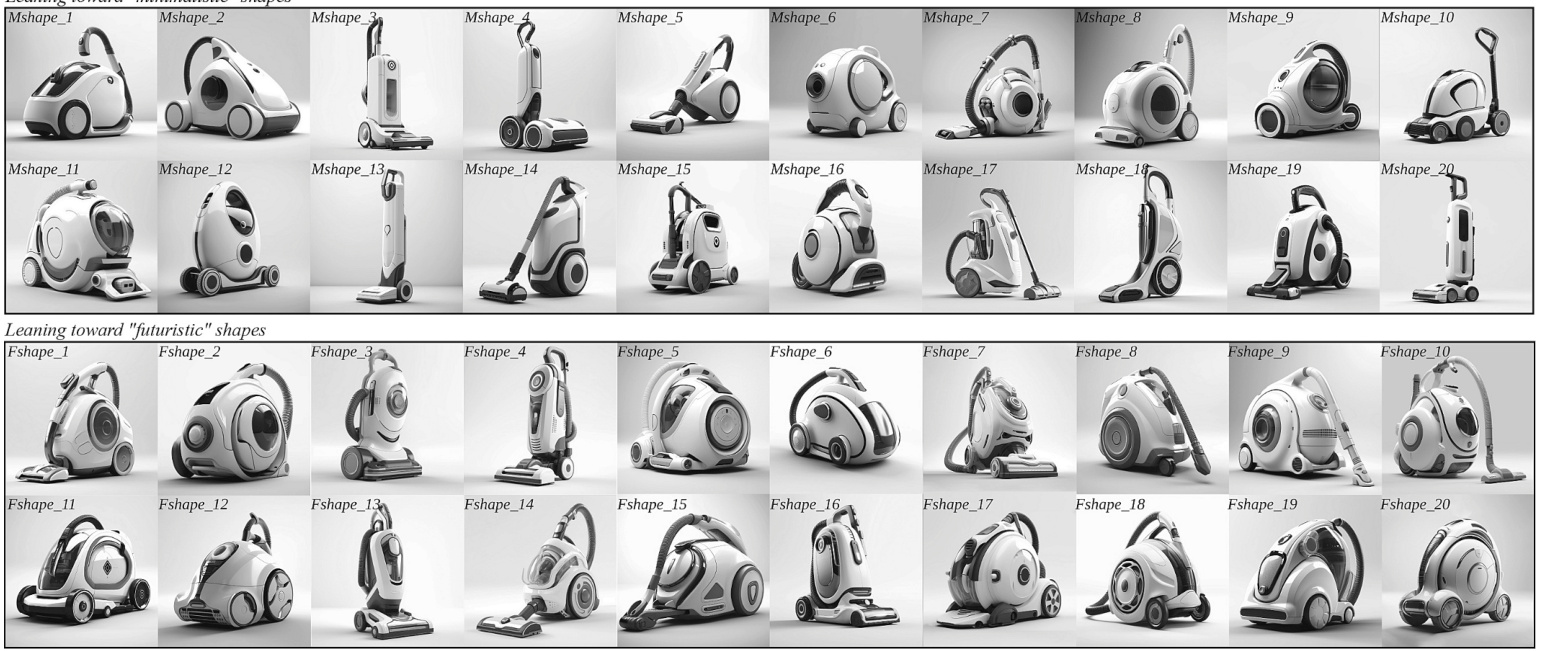 Leaning toward "minimalistic" shapes
Mshape_1 Mshape_2 Mshape_3 Mshape_4 Mshape_5 Mshape_6 Mshape_7 Mshape_8 Mshape_9 Mshape_10
Mshape_11 Mshape_12 Mshape_13 Mshape_14 Mshape_15 Mshape_16 Mshape_17 Mshape_18 Mshape_19 Mshape_20
Leaning toward "futuristic" shapes
Fshape_1 Fshape_2 Fshape_3 Fshape_4 Fshape_5 Fshape_6 Fshape_7 Fshape_8 Fshape_9 Fshape_10
Fshape_11 Fshape_12 Fshape_13 Fshape_14 Fshape_15 Fshape_16 Fshape_17 Fshape_18 Fshape_19 Fshape_20